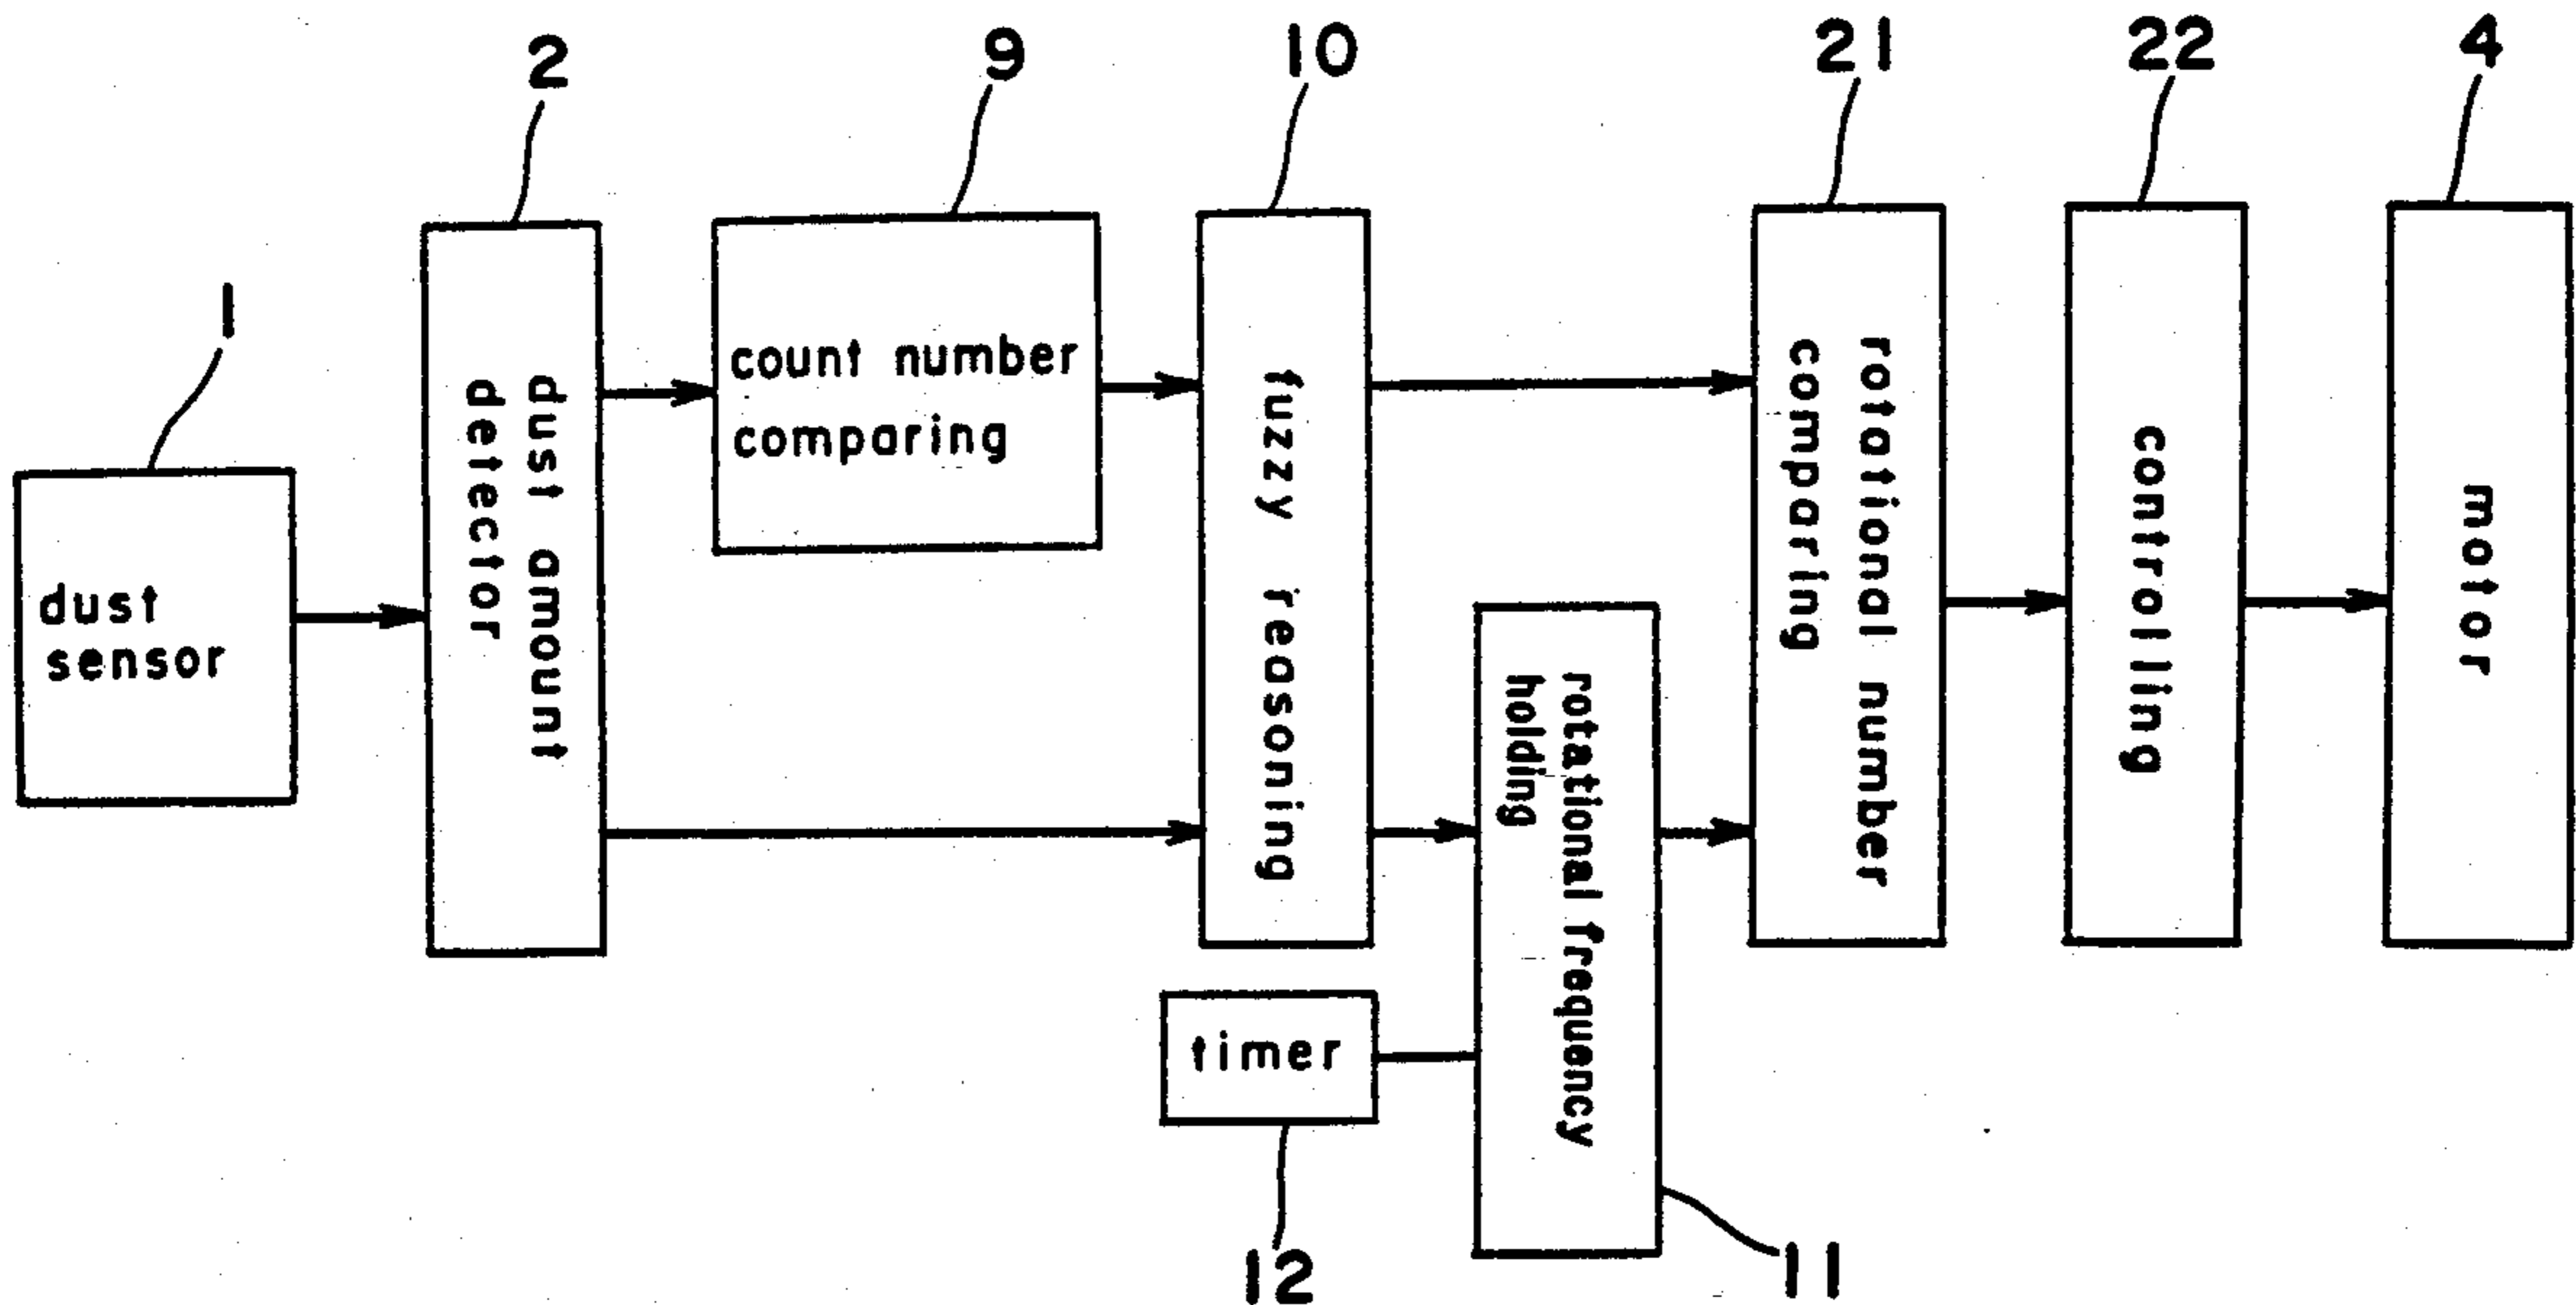 2
9
10
21
22
4
1
dust
sensor
dust amount
detector
count number
comparing
fuzzy reasoning
rotational frequency
holding
timer
rotational number
comparing
controlling
motor
12
11